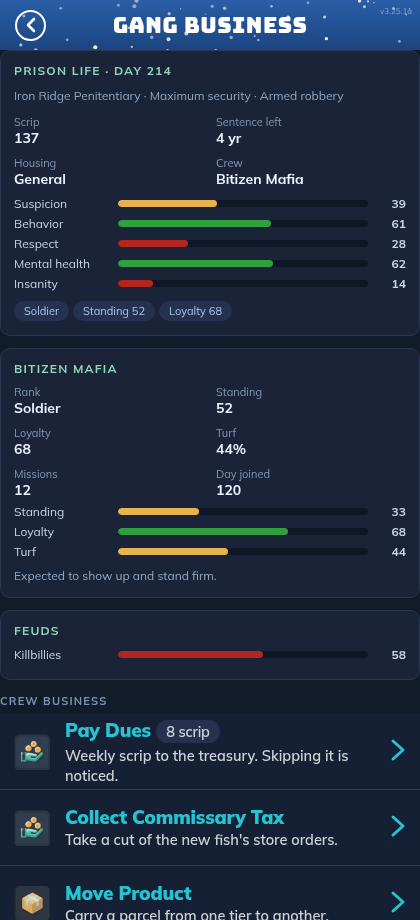 GANG BUSINESS
v3.25.16
PRISON LIFE · DAY 214
Iron Ridge Penitentiary · Maximum security · Armed robbery
Scrip
137
Sentence left
4 yr
Housing
General
Crew
Bitizen Mafia
Suspicion 39
Behavior 61
Respect 28
Mental health 62
Insanity 14
Soldier Standing 52 Loyalty 68
BITIZEN MAFIA
Rank
Soldier
Standing
52
Loyalty
68
Turf
44%
Missions
12
Day joined
120
Standing 33
Loyalty 68
Turf 44
Expected to show up and stand firm.
FEUDS
Killbillies 58
CREW BUSINESS
Pay Dues 8 scrip
Weekly scrip to the treasury. Skipping it is
noticed.
Collect Commissary Tax
Take a cut of the new fish's store orders.
Move Product
Carry a parcel from one tier to another.